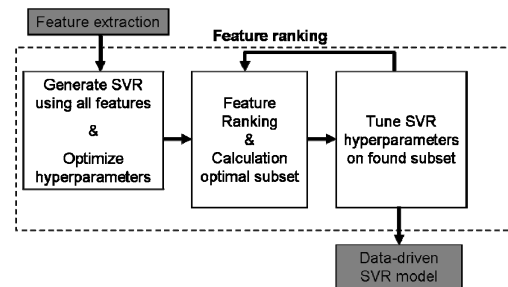 Feature extraction
Feature ranking
Generate SVR
using all features
&
Optimize
hyperparameters
Feature
Ranking
&
Calculation
optimal subset
Tune SVR
hyperparameters
on found subset
Data-driven
SVR model